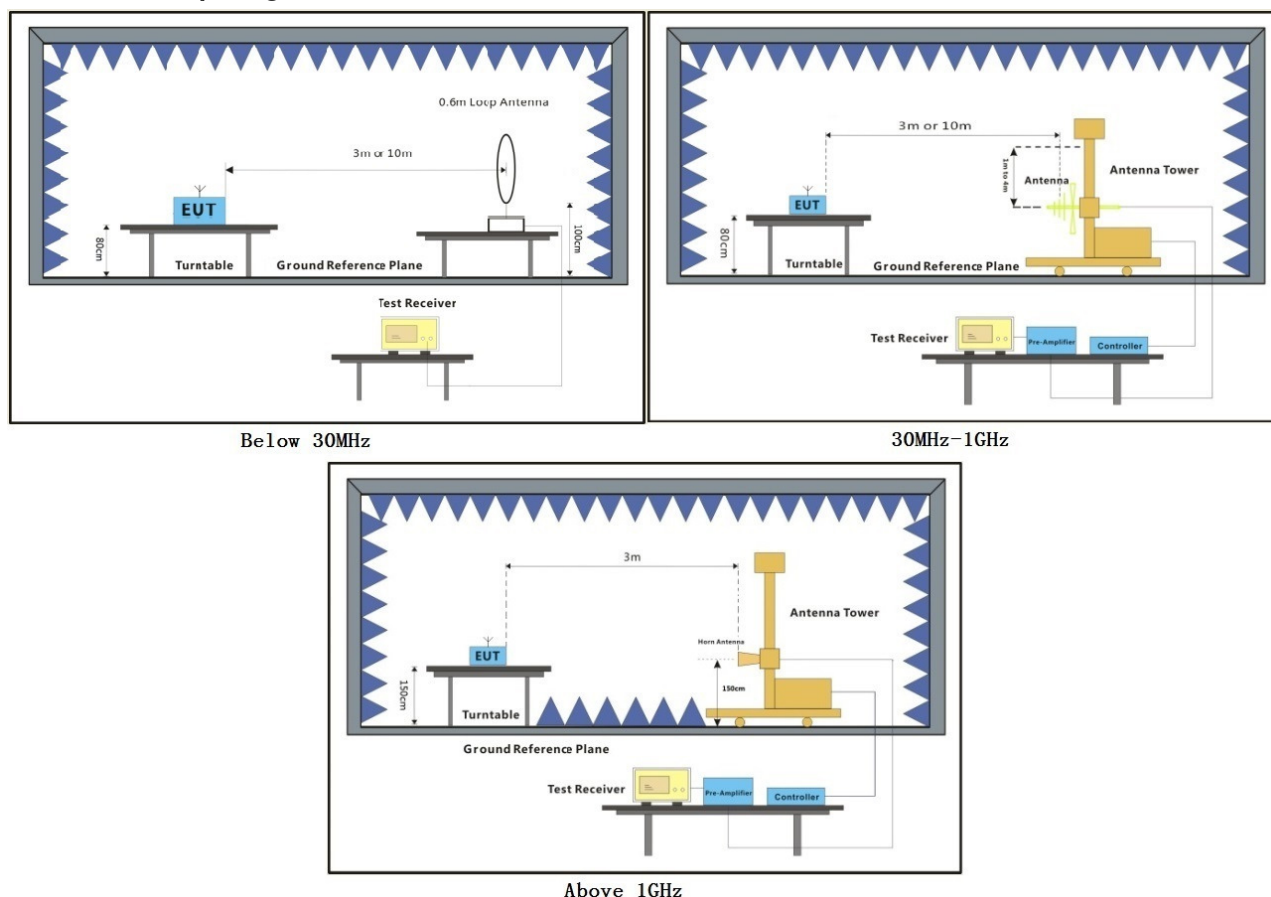 0.6m Loop Antenna
3m or 10m
EUT
80cm
100cm
Turntable
Ground Reference Plane
Test Receiver
Below 30MHz
3m or 10m
1m to 4m
Antenna
Antenna Tower
EUT
80cm
Turntable
Ground Reference Plane
Test Receiver
Pre-Amplifier
Controller
30MHz-1GHz
3m
Antenna Tower
Horn Antenna
EUT
150cm
150cm
Turntable
Ground Reference Plane
Test Receiver
Pre-Amplifier
Controller
Above 1GHz